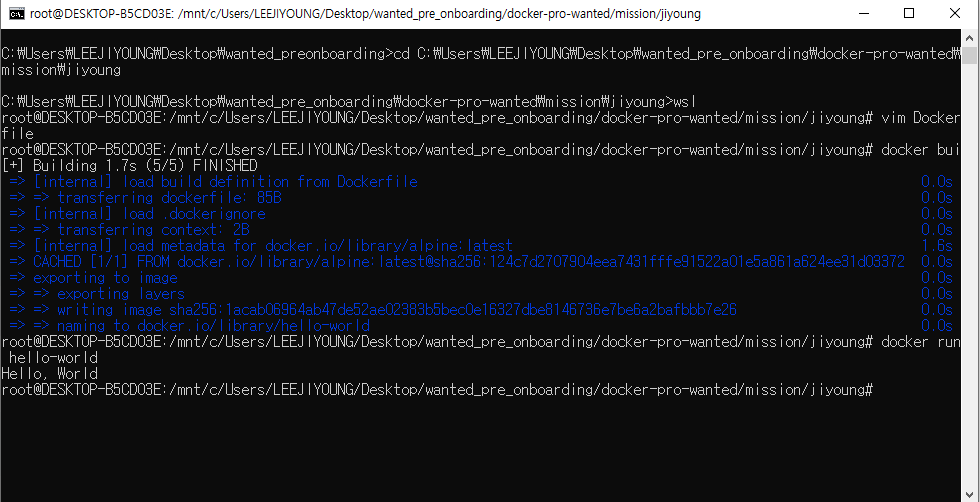 root@DESKTOP-B5CD03E: /mnt/c/Users/LEEJIYOUNG/Desktop/wanted_pre_onboarding/docker-pro-wanted/mission/jiyoung
C:₩Users₩LEEJIYOUNG₩Desktop₩wanted_preonboarding>cd C:₩Users₩LEEJIYOUNG₩Desktop₩wanted_pre_onboarding₩docker-pro-wanted₩
mission₩jiyoung
C:₩Users₩LEEJIYOUNG₩Desktop₩wanted_pre_onboarding₩docker-pro-wanted₩mission₩jiyoung>wsl
root@DESKTOP-B5CD03E:/mnt/c/Users/LEEJIYOUNG/Desktop/wanted_pre_onboarding/docker-pro-wanted/mission/jiyoung# vim Docker
file
root@DESKTOP-B5CD03E:/mnt/c/Users/LEEJIYOUNG/Desktop/wanted_pre_onboarding/docker-pro-wanted/mission/jiyoung# docker bui
[+] Building 1.7s (5/5) FINISHED
=> [internal] load build definition from Dockerfile 0.0s
=> => transferring dockerfile: 85B 0.0s
=> [internal] load .dockerignore 0.0s
=> => transferring context: 2B 0.0s
=> [internal] load metadata for docker.io/library/alpine:latest 1.6s
=> CACHED [1/1] FROM docker.io/library/alpine:latest@sha256:124c7d2707904eea7431fffe91522a01e5a861a624ee31d03372 0.0s
=> exporting to image 0.0s
=> => exporting layers 0.0s
=> => writing image sha256:1acab06964ab47de52ae02383b5bec0e16327dbe8146736e7be6a2bafbbb7e26 0.0s
=> => naming to docker.io/library/hello-world 0.0s
root@DESKTOP-B5CD03E:/mnt/c/Users/LEEJIYOUNG/Desktop/wanted_pre_onboarding/docker-pro-wanted/mission/jiyoung# docker run
hello-world
Hello, World
root@DESKTOP-B5CD03E:/mnt/c/Users/LEEJIYOUNG/Desktop/wanted_pre_onboarding/docker-pro-wanted/mission/jiyoung#